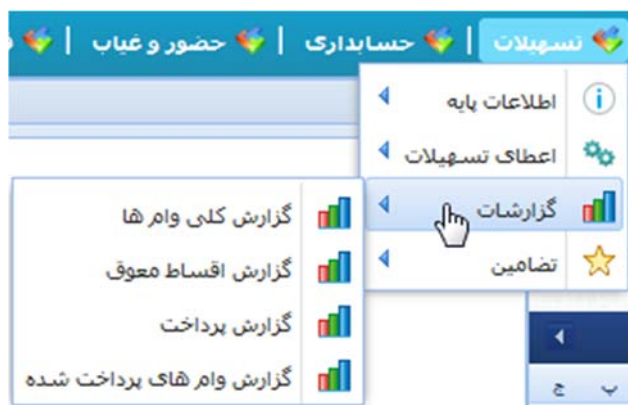 تسهیلات | حسابداری | حضور و غیاب |
اطلاعات پایه
اعطای تسهیلات
گزارشات
تضامین
گزارش کلی وام ها
گزارش اقساط معوق
گزارش پرداخت
گزارش وام های پرداخت شده
پ ج